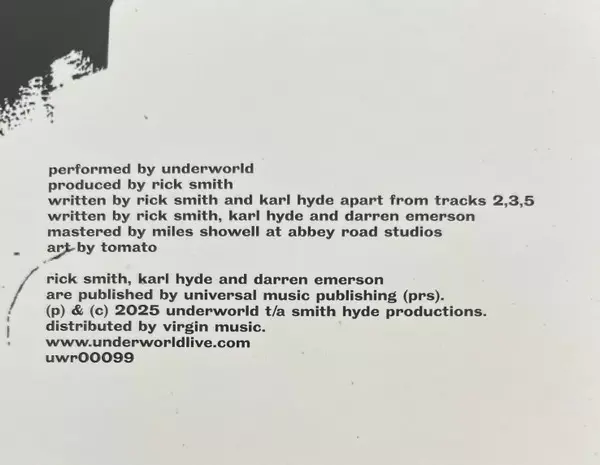 performed by underworld
produced by rick smith
written by rick smith and karl hyde apart from tracks 2,3,5
written by rick smith, karl hyde and darren emerson
mastered by miles showell at abbey road studios
art by tomato
rick smith, karl hyde and darren emerson
are published by universal music publishing (prs).
(p) & (c) 2025 underworld t/a smith hyde productions.
distributed by virgin music.
www.underworldlive.com
uwr00099